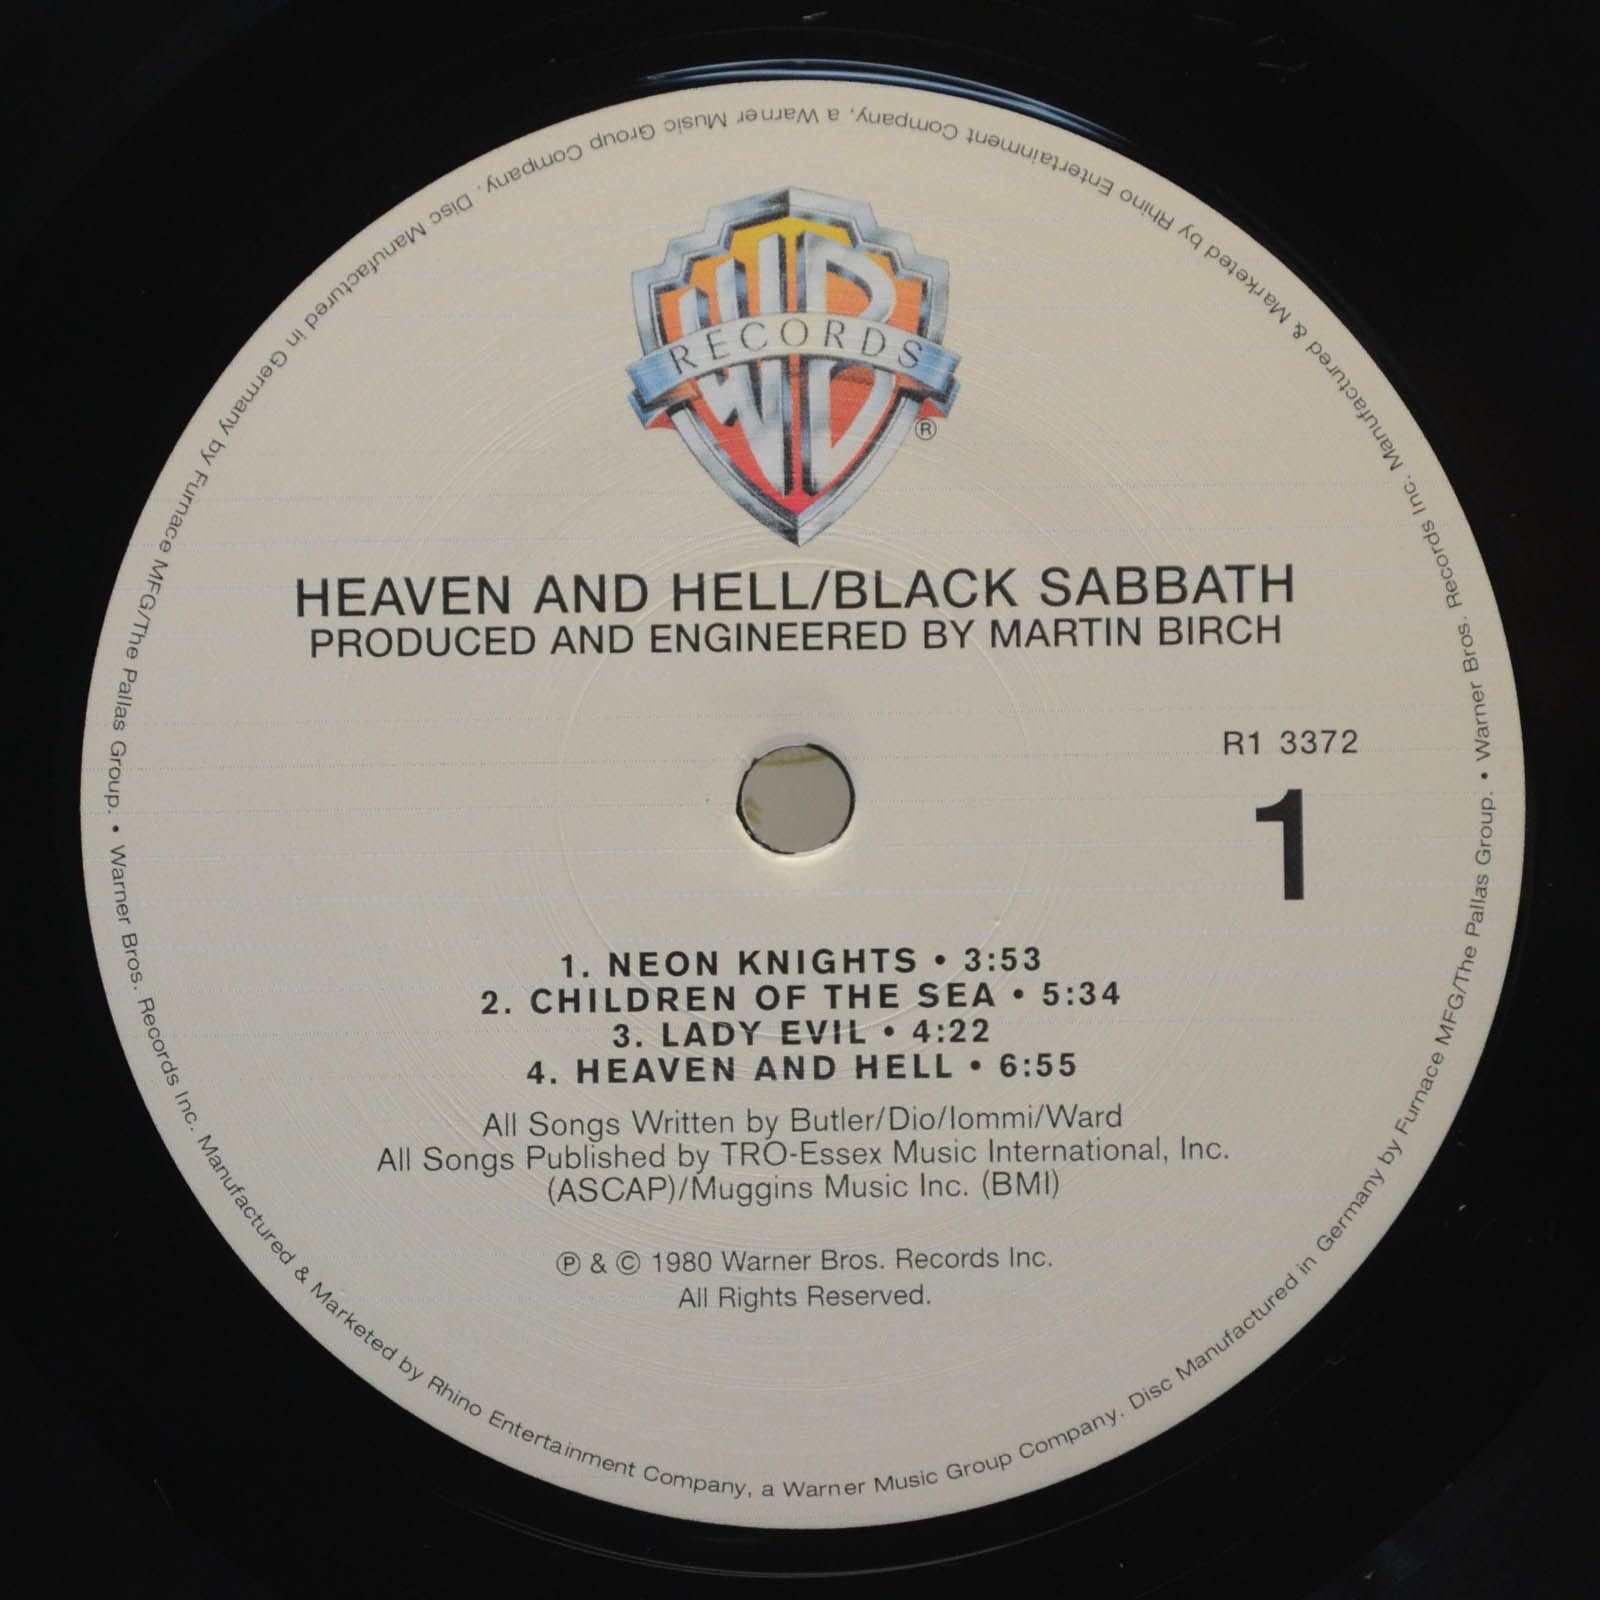 WB
RECORDS
®
HEAVEN AND HELL/BLACK SABBATH
PRODUCED AND ENGINEERED BY MARTIN BIRCH
R1 3372
1
1. NEON KNIGHTS • 3:53
2. CHILDREN OF THE SEA • 5:34
3. LADY EVIL • 4:22
4. HEAVEN AND HELL • 6:55
All Songs Written by Butler/Dio/Iommi/Ward
All Songs Published by TRO-Essex Music International, Inc.
(ASCAP)/Muggins Music Inc. (BMI)
℗ & © 1980 Warner Bros. Records Inc.
All Rights Reserved.
• Warner Bros. Records Inc. Manufactured & Marketed by Rhino Entertainment Company, a Warner Music Group Company. Disc Manufactured in Germany by Furnace MFG/The Pallas Group.
• Warner Bros. Records Inc. Manufactured & Marketed by Rhino Entertainment Company, a Warner Music Group Company. Disc Manufactured in Germany by Furnace MFG/The Pallas Group.